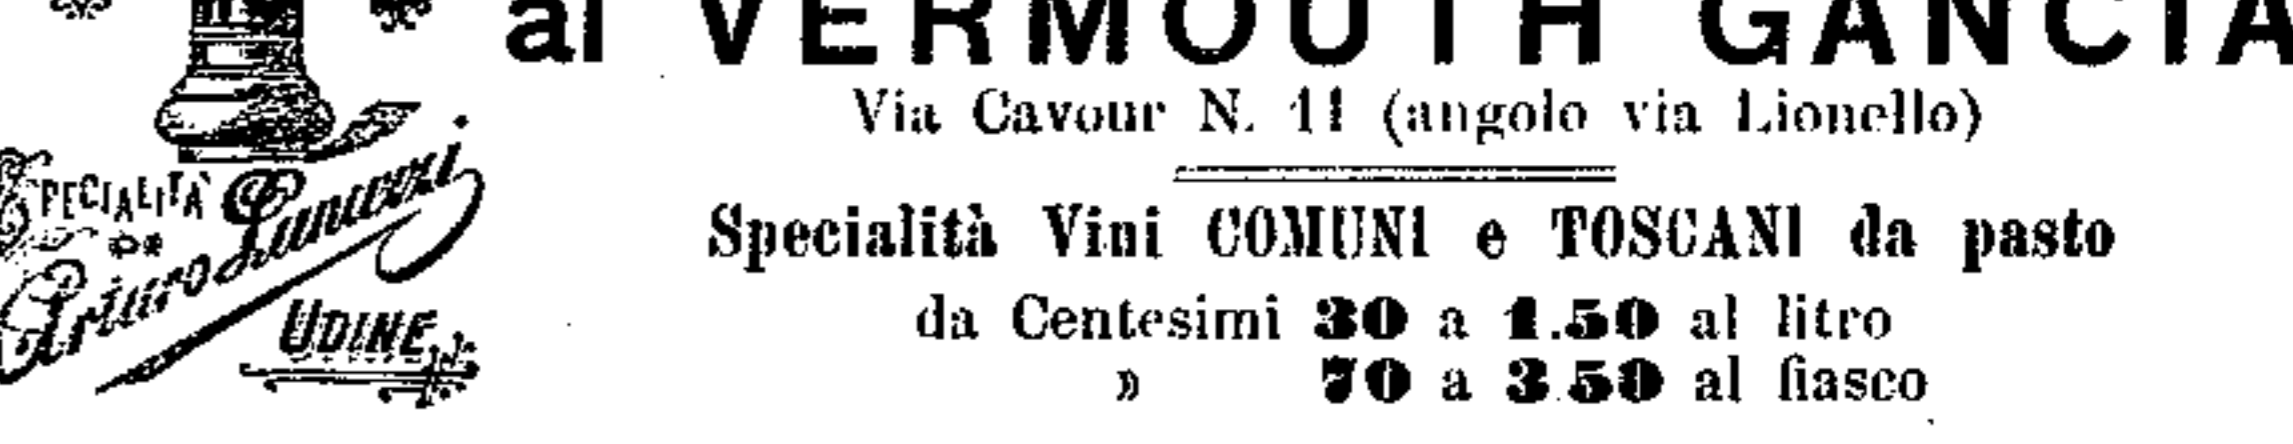 al VERMOUTH GANCIA
Via Cavour N. 11 (angolo via Lionello)
Specialità Vini COMUNI e TOSCANI da pasto
da Centesimi 30 a 1.50 al litro
» 70 a 3.50 al fiasco
SPECIALITÀ
DI
Arturo Lunazzi
UDINE